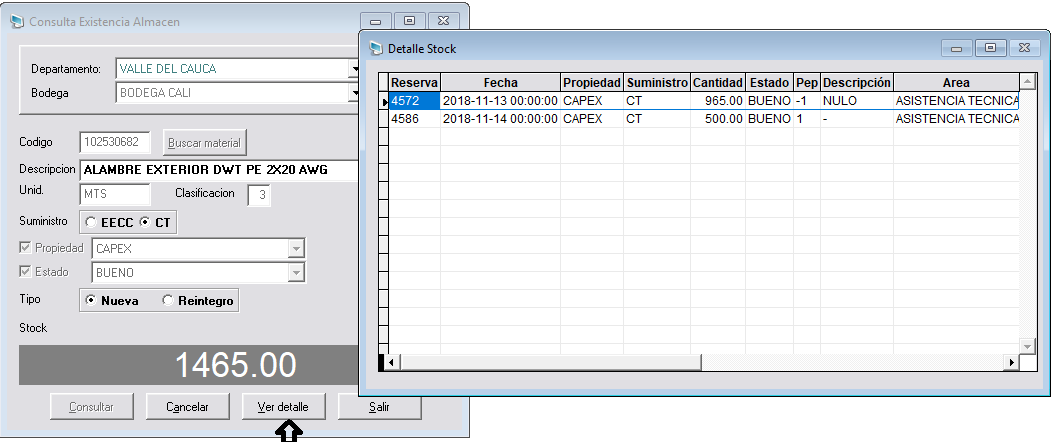 Consulta Existencia Almacen
Departamento: VALLE DEL CAUCA
Bodega BODEGA CALI
Codigo 102530682 Buscar material
Descripcion ALAMBRE EXTERIOR DWT PE 2X20 AWG
Unid. MTS Clasificacion 3
Suministro EECC CT
Propiedad CAPEX
Estado BUENO
Tipo Nueva Reintegro
Stock
1465.00
Consultar Cancelar Ver detalle Salir
Detalle Stock
Reserva Fecha Propiedad Suministro Cantidad Estado Pep Descripción Area
4572 2018-11-13 00:00:00 CAPEX CT 965.00 BUENO -1 NULO ASISTENCIA TECNICA
4586 2018-11-14 00:00:00 CAPEX CT 500.00 BUENO 1 - ASISTENCIA TECNICA